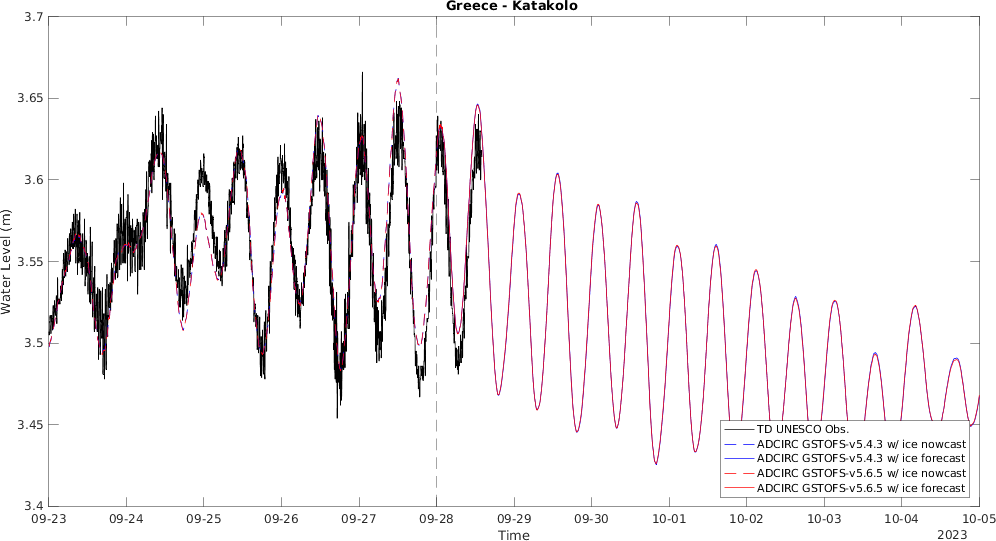 Greece - Katakolo
3.7
3.65
3.6
3.55
3.5
3.45
3.4
Water Level (m)
TD UNESCO Obs.
ADCIRC GSTOFS-v5.4.3 w/ ice nowcast
ADCIRC GSTOFS-v5.4.3 w/ ice forecast
ADCIRC GSTOFS-v5.6.5 w/ ice nowcast
ADCIRC GSTOFS-v5.6.5 w/ ice forecast
09-23 09-24 09-25 09-26 09-27 09-28 09-29 09-30 10-01 10-02 10-03 10-04 10-05
Time
2023